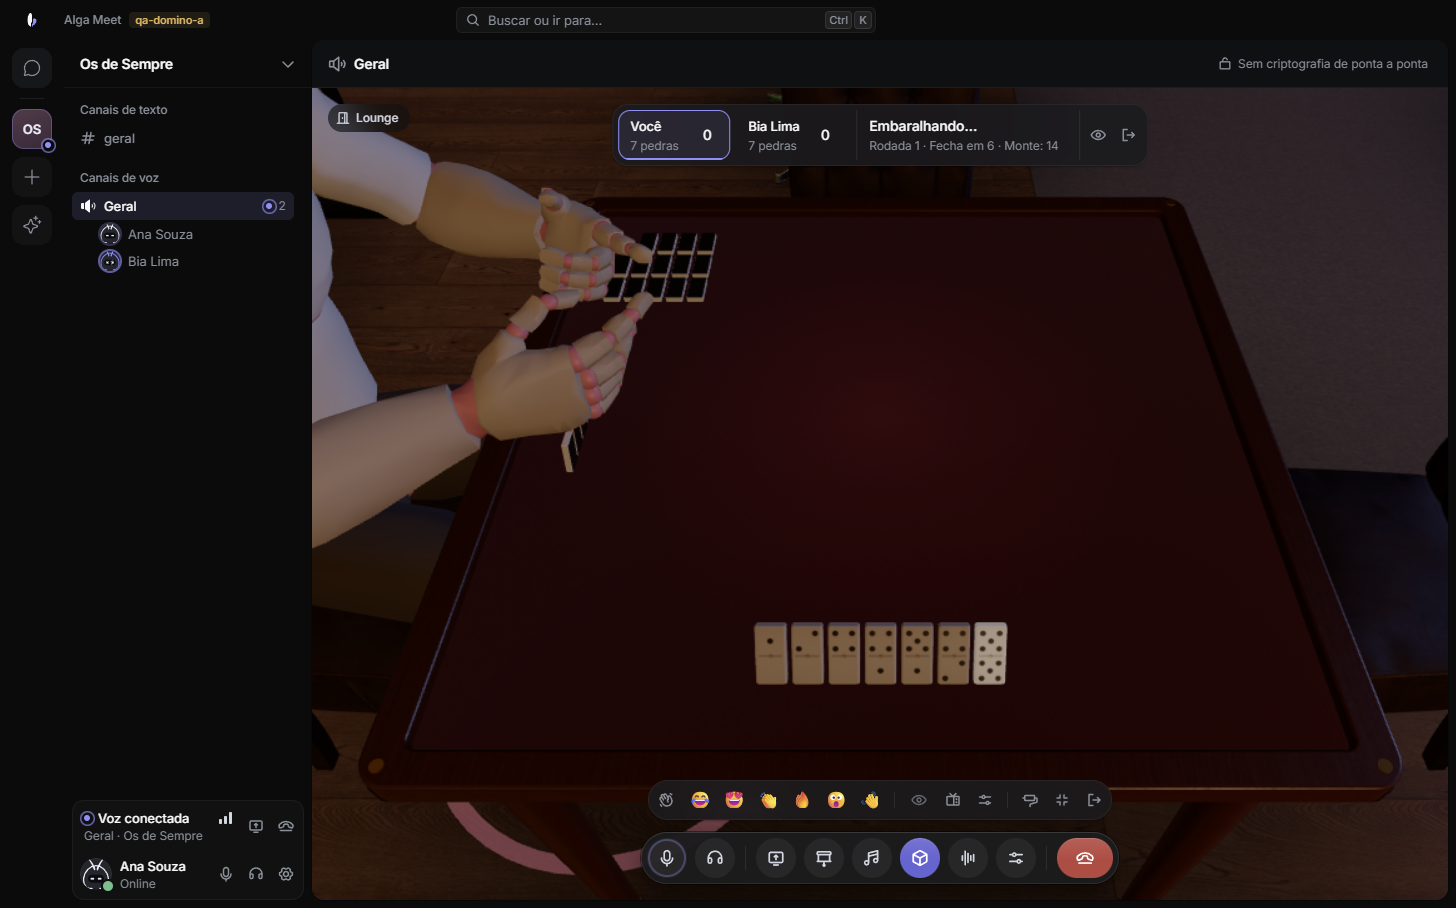 Alga Meet
qa-domino-a
Buscar ou ir para...
Ctrl
K
Os de Sempre
Geral
Sem criptografia de ponta a ponta
OS
Canais de texto
geral
Canais de voz
Geral
2
Ana Souza
Bia Lima
Lounge
Você
7 pedras
0
Bia Lima
7 pedras
0
Embaralhando...
Rodada 1 · Fecha em 6 · Monte: 14
Voz conectada
Geral · Os de Sempre
Ana Souza
Online